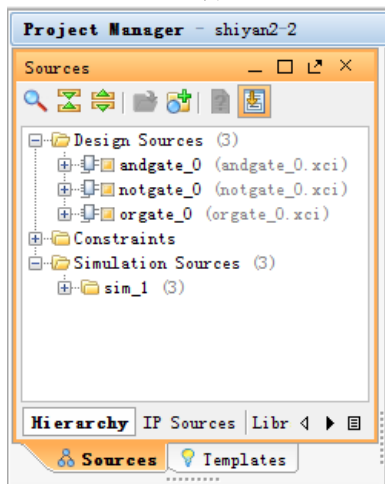 Project Manager - shiyan2-2
Sources
Design Sources (3)
andgate_0 (andgate_0.xci)
notgate_0 (notgate_0.xci)
orgate_0 (orgate_0.xci)
Constraints
Simulation Sources (3)
sim_1 (3)
Hierarchy IP Sources Libr
Sources Templates